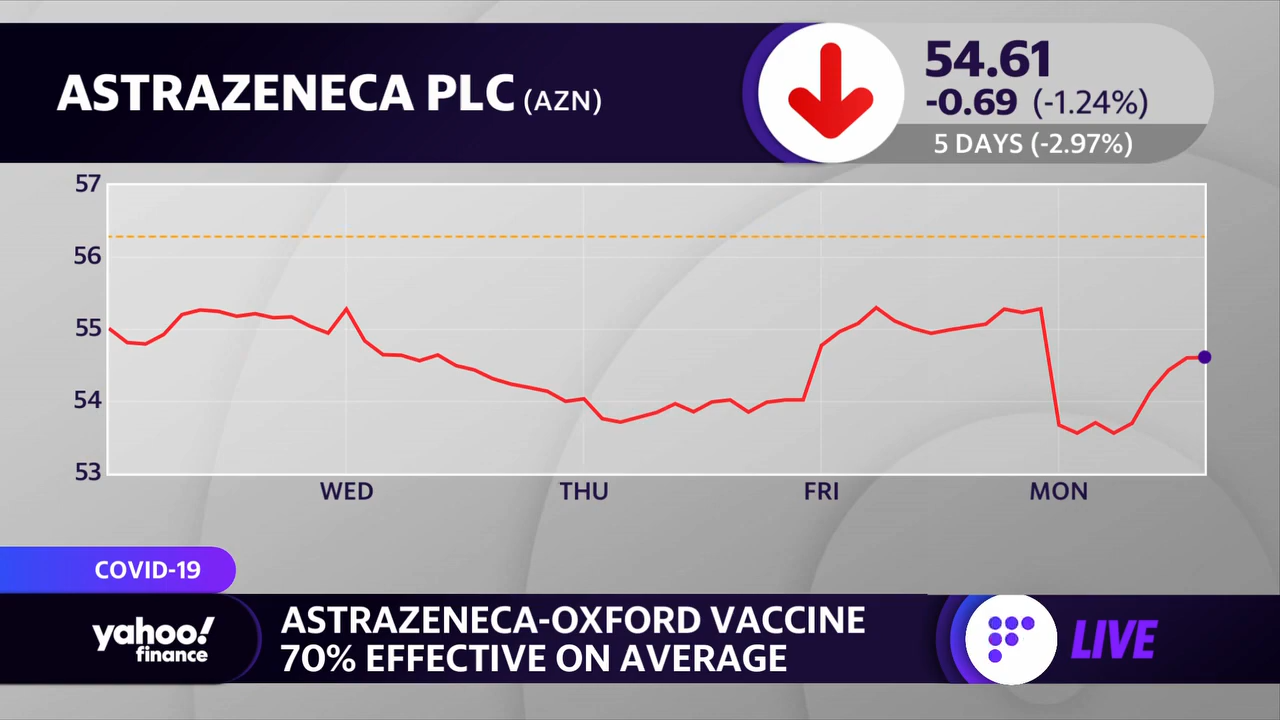 ASTRAZENECA PLC (AZN)
54.61
-0.69 (-1.24%)
5 DAYS (-2.97%)
57
56
55
54
53
WED THU FRI MON
COVID-19
yahoo!
finance
ASTRAZENECA-OXFORD VACCINE
70% EFFECTIVE ON AVERAGE
LIVE